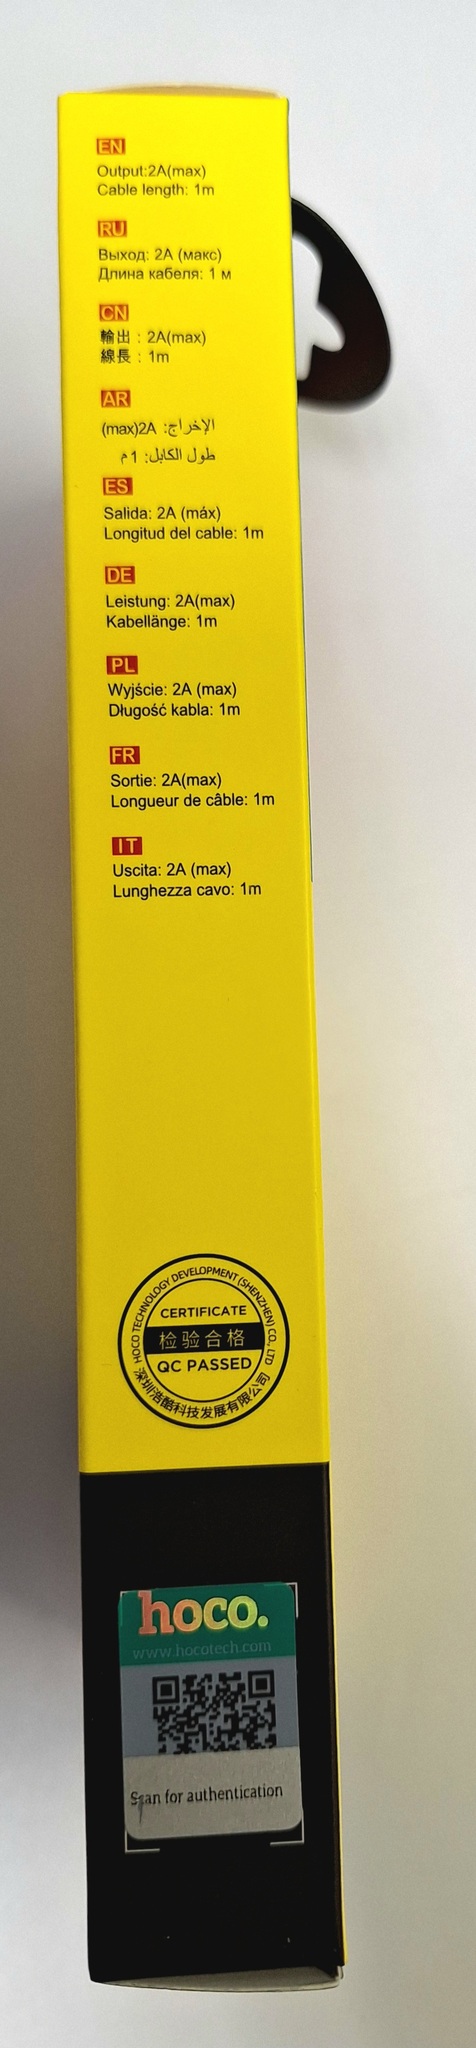 EN
Output:2A(max)
Cable length: 1m
RU
Выход: 2А (макс)
Длина кабеля: 1 м
CN
輸出 : 2A(max)
線長 : 1m
AR
الإخراج: 2A(max)
طول الكابل: 1م
ES
Salida: 2A (máx)
Longitud del cable: 1m
DE
Leistung: 2A(max)
Kabellänge: 1m
PL
Wyjście: 2A (max)
Długość kabla: 1m
FR
Sortie: 2A(max)
Longueur de câble: 1m
IT
Uscita: 2A (max)
Lunghezza cavo: 1m
HOCO TECHNOLOGY DEVELOPMENT (SHENZHEN) CO., LTD
CERTIFICATE
检验合格
QC PASSED
深圳浩酷科技发展有限公司
hoco.
www.hocotech.com
Scan for authentication